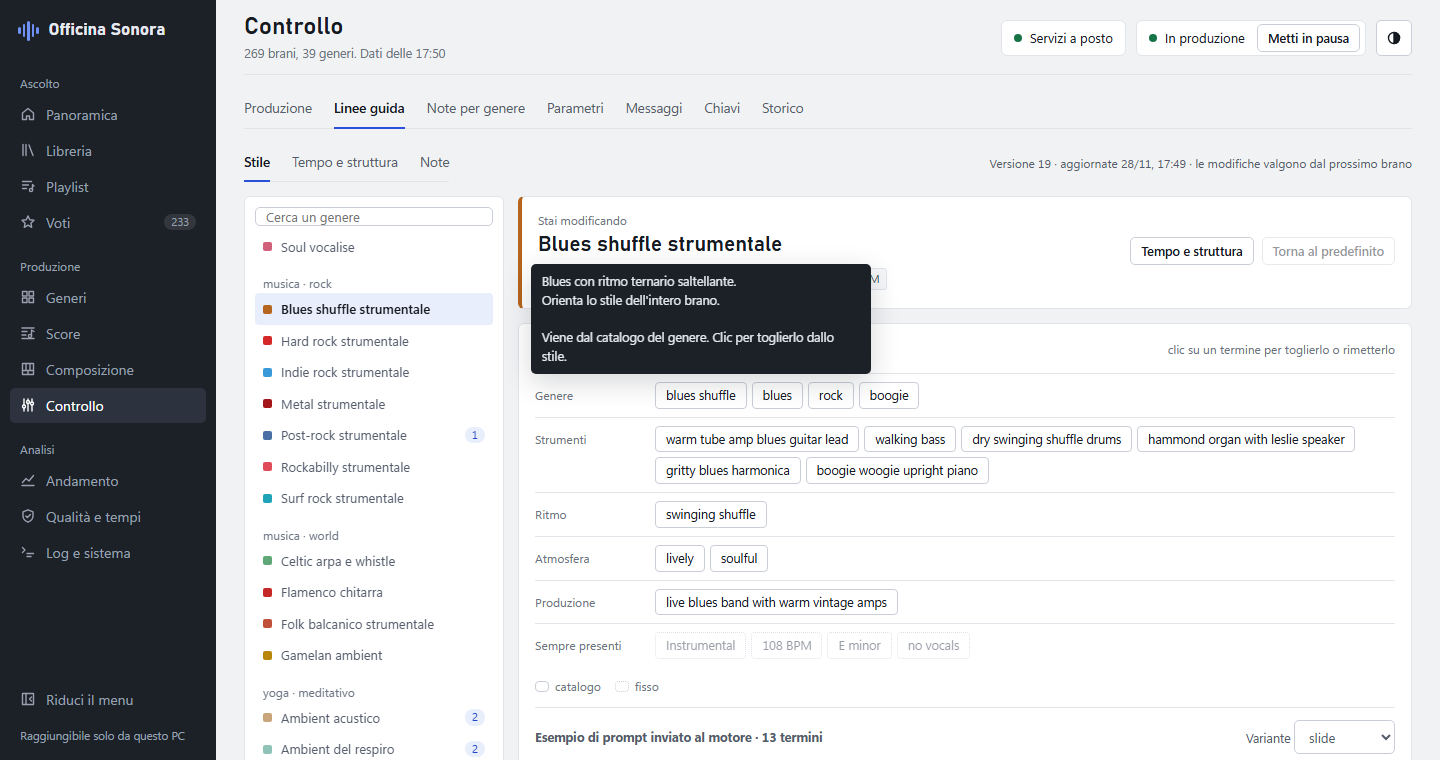 Officina Sonora
Ascolto
Panoramica
Libreria
Playlist
Voti 233
Produzione
Generi
Score
Composizione
Controllo
Analisi
Andamento
Qualità e tempi
Log e sistema
Riduci il menu
Raggiungibile solo da questo PC
Controllo
269 brani, 39 generi. Dati delle 17:50
Servizi a posto
In produzione Metti in pausa
Produzione Linee guida Note per genere Parametri Messaggi Chiavi Storico
Stile Tempo e struttura Note
Versione 19 · aggiornate 28/11, 17:49 · le modifiche valgono dal prossimo brano
Cerca un genere
Soul vocalise
musica · rock
Blues shuffle strumentale
Hard rock strumentale
Indie rock strumentale
Metal strumentale
Post-rock strumentale 1
Rockabilly strumentale
Surf rock strumentale
musica · world
Celtic arpa e whistle
Flamenco chitarra
Folk balcanico strumentale
Gamelan ambient
yoga · meditativo
Ambient acustico 2
Ambient del respiro 2
Stai modificando
Blues shuffle strumentale
Tempo e struttura Torna al predefinito
M
Blues con ritmo ternario saltellante.
Orienta lo stile dell'intero brano.
Viene dal catalogo del genere. Clic per toglierlo dallo
stile.
clic su un termine per toglierlo o rimetterlo
Genere blues shuffle blues rock boogie
Strumenti warm tube amp blues guitar lead walking bass dry swinging shuffle drums hammond organ with leslie speaker
gritty blues harmonica boogie woogie upright piano
Ritmo swinging shuffle
Atmosfera lively soulful
Produzione live blues band with warm vintage amps
Sempre presenti Instrumental 108 BPM E minor no vocals
catalogo fisso
Esempio di prompt inviato al motore · 13 termini
Variante slide